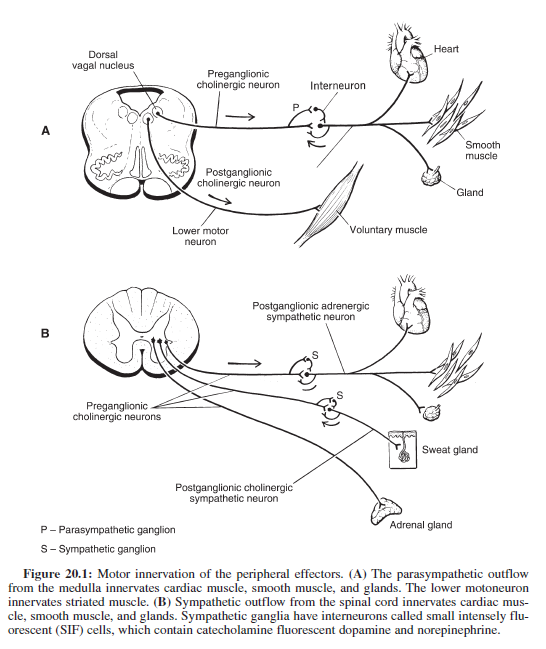 Dorsal
vagal nucleus
Preganglionic
cholinergic neuron
Interneuron
Heart
P
A
Smooth
muscle
Postganglionic
cholinergic neuron
Gland
Lower motor
neuron
Voluntary muscle
Postganglionic adrenergic
sympathetic neuron
B
S
S
Preganglionic
cholinergic neurons
Sweat gland
Postganglionic cholinergic
sympathetic neuron
Adrenal gland
P – Parasympathetic ganglion
S – Sympathetic ganglion
Figure 20.1: Motor innervation of the peripheral effectors. (A) The parasympathetic outflow
from the medulla innervates cardiac muscle, smooth muscle, and glands. The lower motoneuron
innervates striated muscle. (B) Sympathetic outflow from the spinal cord innervates cardiac mus-
cle, smooth muscle, and glands. Sympathetic ganglia have interneurons called small intensely flu-
orescent (SIF) cells, which contain catecholamine fluorescent dopamine and norepinephrine.